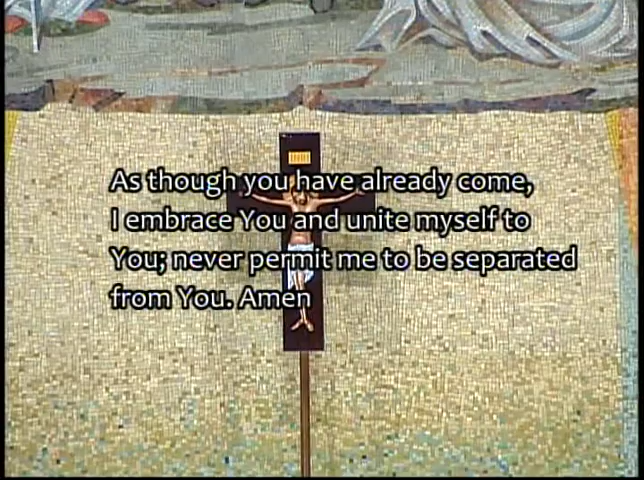 As though you have already come,
I embrace You and unite myself to
You; never permit me to be separated
from You. Amen